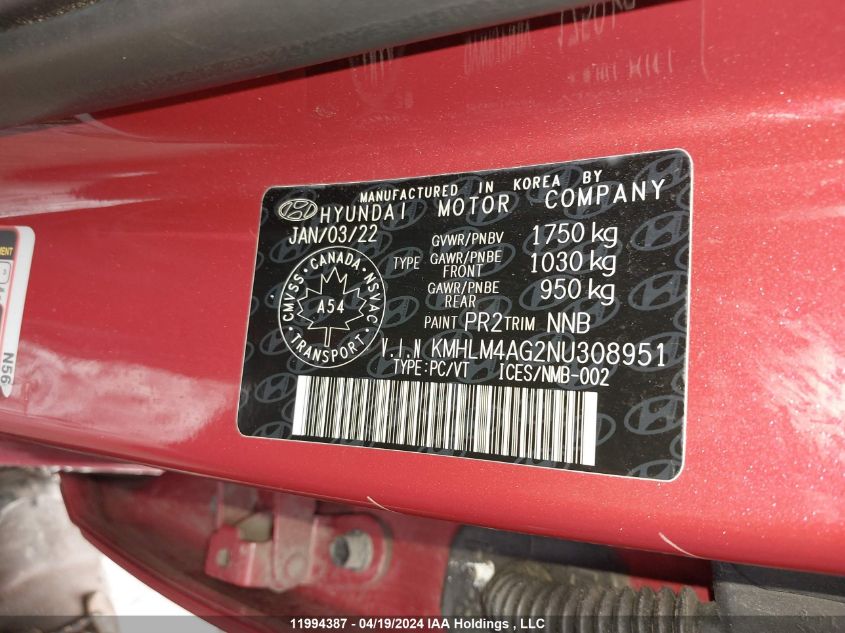 MANUFACTURED IN KOREA BY
HYUNDAI MOTOR COMPANY
JAN/03/22
GVWR/PNBV 1750 kg
TYPE GAWR/PNBE FRONT 1030 kg
GAWR/PNBE REAR 950 kg
CMVSS · CANADA · NSVAC
A54
TRANSPORT
PAINT PR2 TRIM NNB
V.I.N KMHLM4AG2NU308951
TYPE:PC/VT ICES/NMB-002
N56
11994387 - 04/19/2024 IAA Holdings, LLC